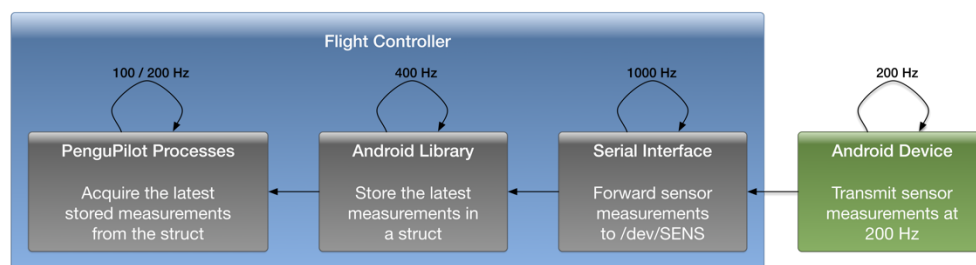 Flight Controller
100 / 200 Hz
400 Hz
1000 Hz
200 Hz
PenguPilot Processes
Acquire the latest
stored measurements
from the struct
Android Library
Store the latest
measurements in
a struct
Serial Interface
Forward sensor
measurements
to /dev/SENS
Android Device
Transmit sensor
measurements at
200 Hz